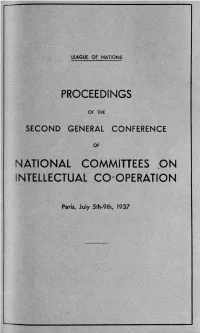 LEAGUE OF NATIONS
PROCEEDINGS
OF THE
SECOND GENERAL CONFERENCE
OF
NATIONAL COMMITTEES ON
INTELLECTUAL CO-OPERATION
Paris, July 5th-9th, 1937